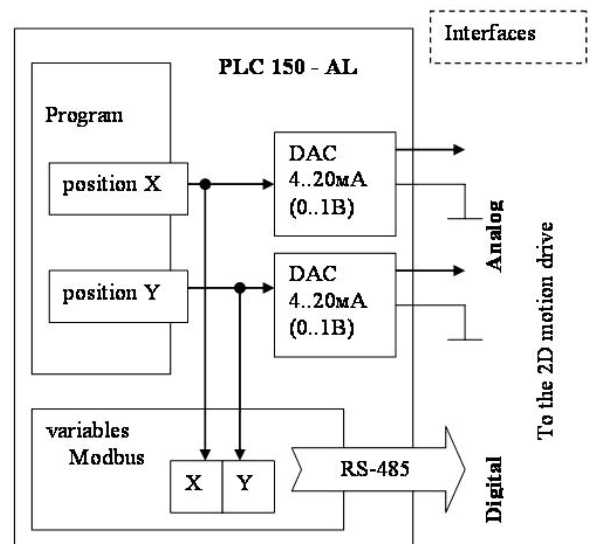 Interfaces
PLC 150 - AL
Program
position X
DAC
4..20мА
(0..1В)
position Y
DAC
4..20мА
(0..1В)
Analog
To the 2D motion drive
variables
Modbus
X Y
RS-485
Digital